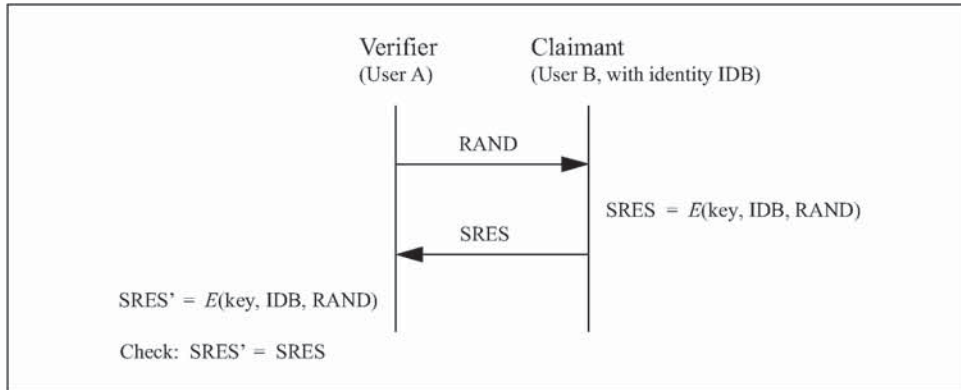 Verifier
(User A)
Claimant
(User B, with identity IDB)
RAND
SRES = E(key, IDB, RAND)
SRES
SRES’ = E(key, IDB, RAND)
Check: SRES’ = SRES